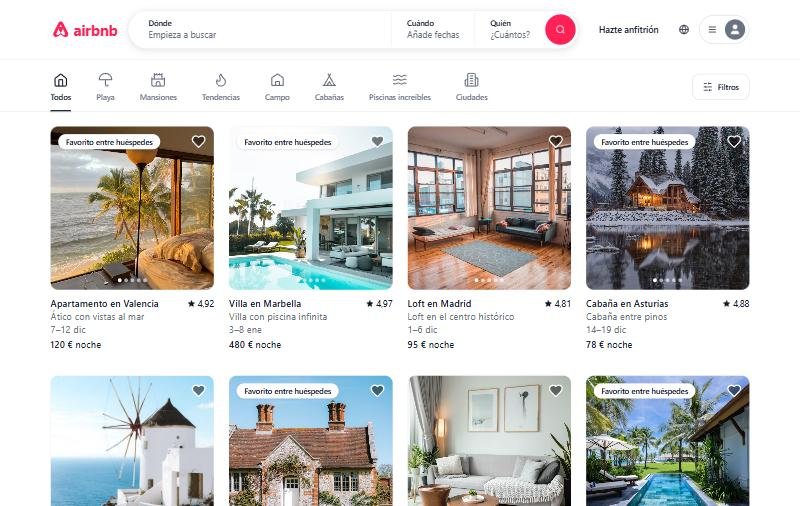 airbnb
Dónde
Empieza a buscar
Cuándo
Añade fechas
Quién
¿Cuántos?
Hazte anfitrión
Todos
Playa
Mansiones
Tendencias
Campo
Cabañas
Piscinas increíbles
Ciudades
Filtros
Favorito entre huéspedes
Favorito entre huéspedes
Favorito entre huéspedes
Apartamento en Valencia ★ 4,92
Ático con vistas al mar
7–12 dic
120 € noche
Villa en Marbella ★ 4,97
Villa con piscina infinita
3–8 ene
480 € noche
Loft en Madrid ★ 4,81
Loft en el centro histórico
1–6 dic
95 € noche
Cabaña en Asturias ★ 4,88
Cabaña entre pinos
14–19 dic
78 € noche
Favorito entre huéspedes
Favorito entre huéspedes